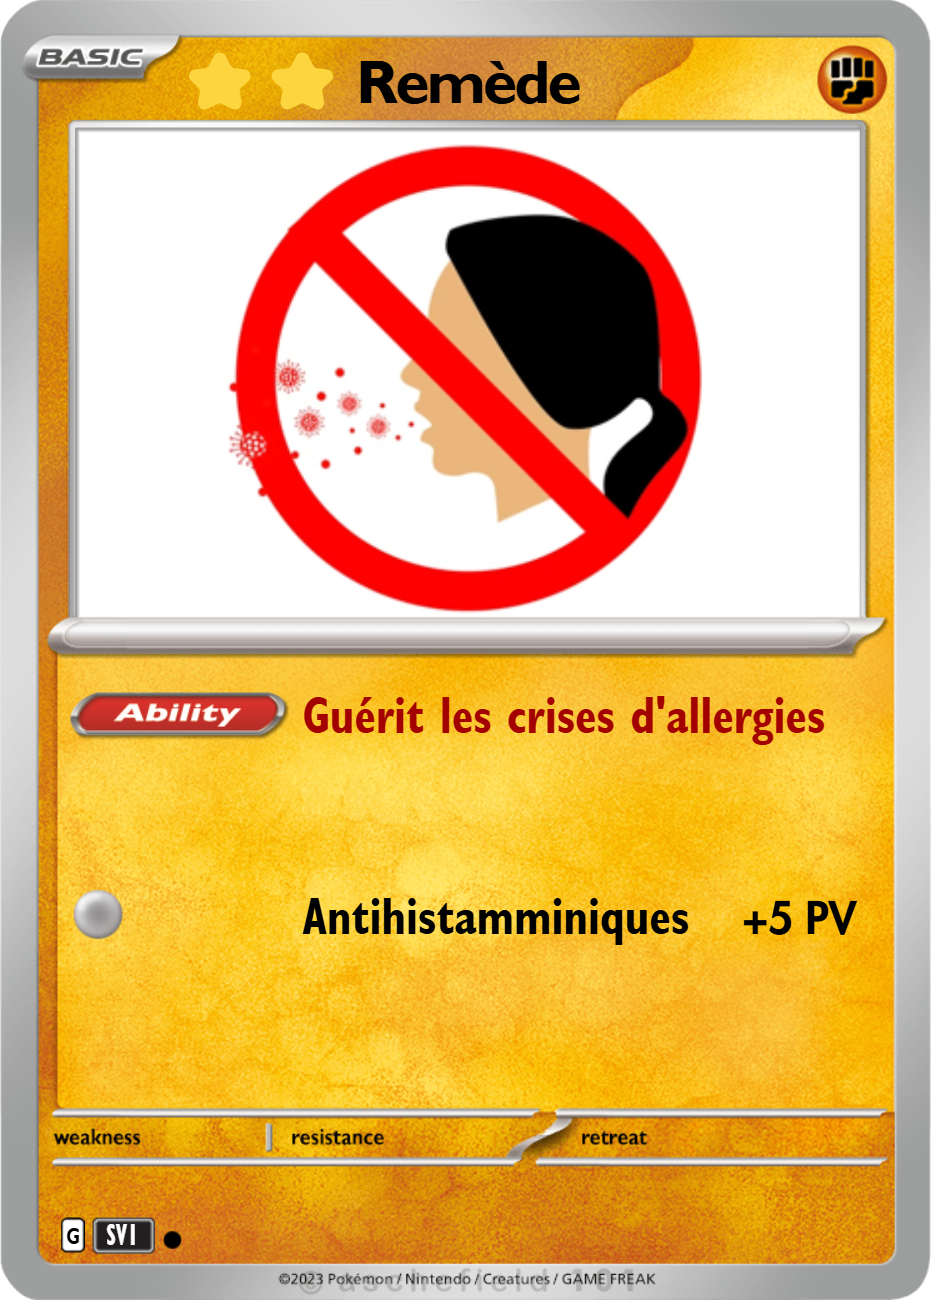 BASIC
Remède
Ability Guérit les crises d'allergies
Antihistamminiques +5 PV
weakness resistance retreat
G SVI
©2023 Pokémon / Nintendo / Creatures / GAME FREAK